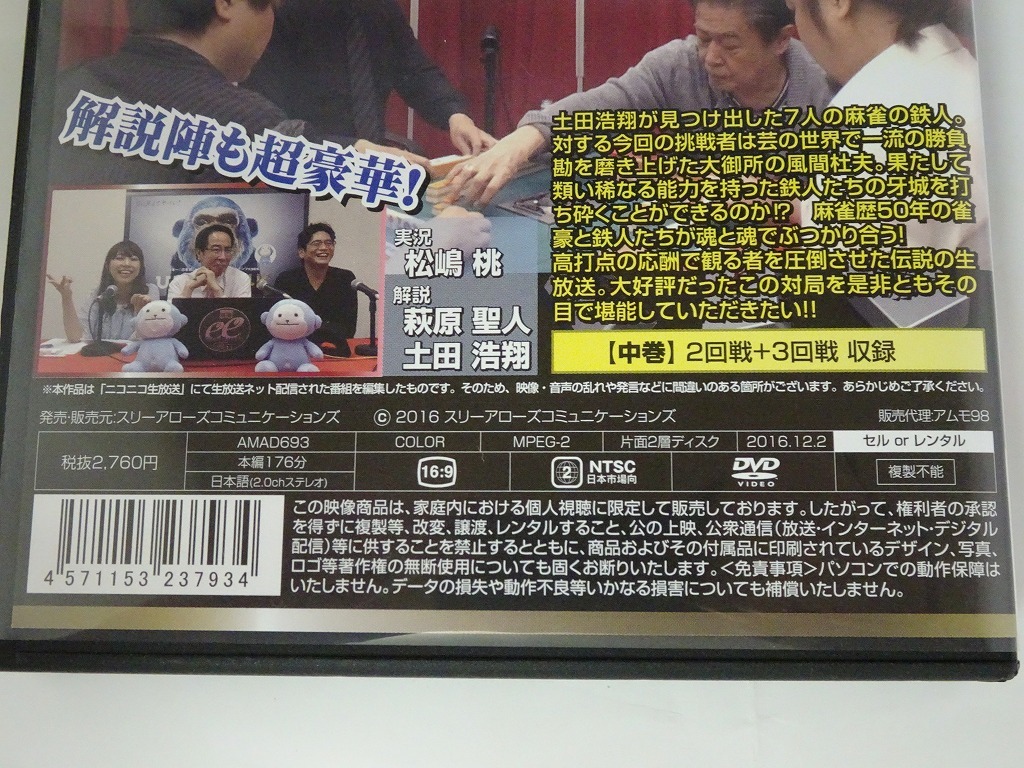 解説陣も超豪華!
土田浩翔が見つけ出した7人の麻雀の鉄人。
対する今回の挑戦者は芸の世界で一流の勝負
勘を磨き上げた大御所の風間杜夫。果たして
類い稀なる能力を持った鉄人たちの牙城を打
ち砕くことができるのか!? 麻雀歴50年の雀
豪と鉄人たちが魂と魂でぶつかり合う!
高打点の応酬で観る者を圧倒させた伝説の生
放送。大好評だったこの対局を是非ともその
目で堪能していただきたい!!
実況
松嶋 桃
解説
萩原 聖人
土田 浩翔
【中巻】2回戦+3回戦 収録
※本作品は「ニコニコ生放送」にて生放送ネット配信された番組を編集したものです。そのため、映像・音声の乱れや発言などに間違いのある箇所がございます。あらかじめご了承ください。
発売・販売元:スリーアローズコミュニケーションズ ⓒ 2016 スリーアローズコミュニケーションズ 販売代理:アムモ98
税抜2,760円
AMAD693 COLOR MPEG-2 片面2層ディスク 2016.12.2 セル or レンタル
本編176分
日本語(2.0chステレオ)
16:9
2 NTSC 日本市場向
DVD VIDEO
複製不能
この映像商品は、家庭内における個人視聴に限定して販売しております。したがって、権利者の承認
を得ずに複製等、改変、譲渡、レンタルすること、公の上映、公衆通信(放送・インターネット・デジタル
配信)等に供することを禁止するとともに、商品およびその付属品に印刷されているデザイン、写真、
ロゴ等著作権の無断使用についても固くお断りいたします。<免責事項>パソコンでの動作保障は
いたしません。データの損失や動作不良等いかなる損害についても補償いたしません。
4 571153 237934